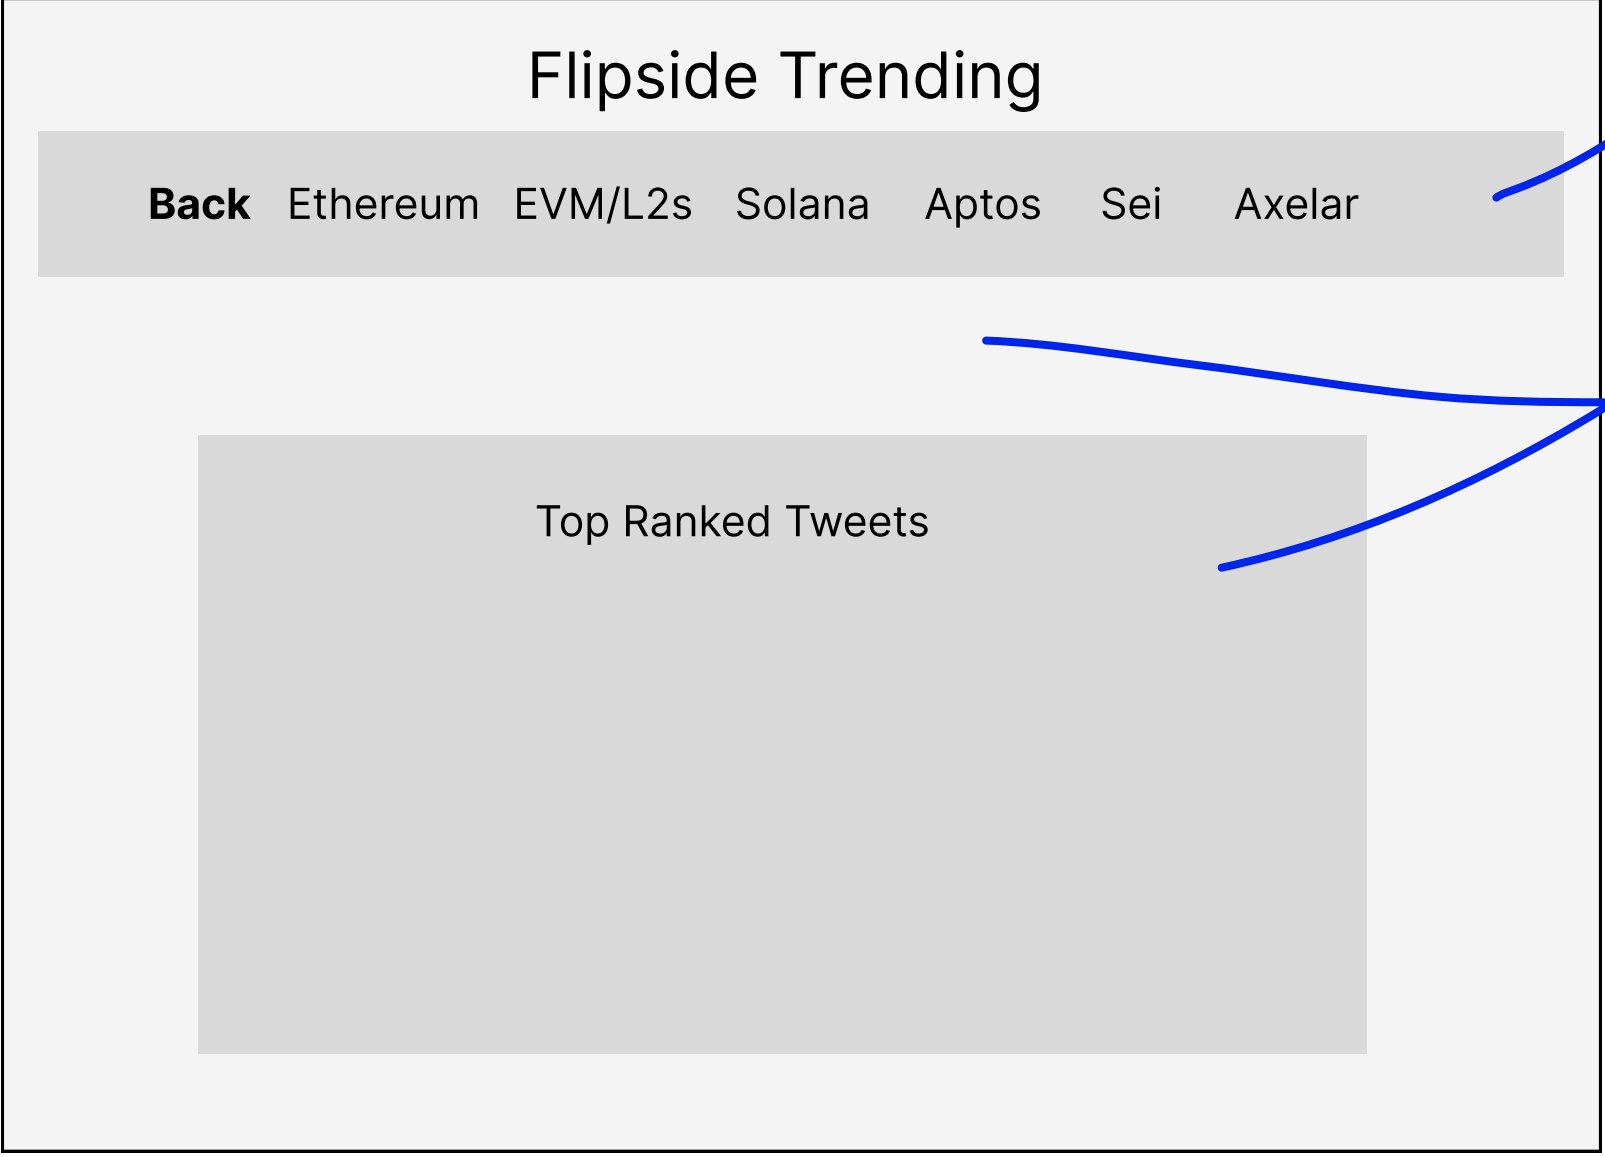 Flipside Trending
Back Ethereum EVM/L2s Solana Aptos Sei Axelar
Top Ranked Tweets